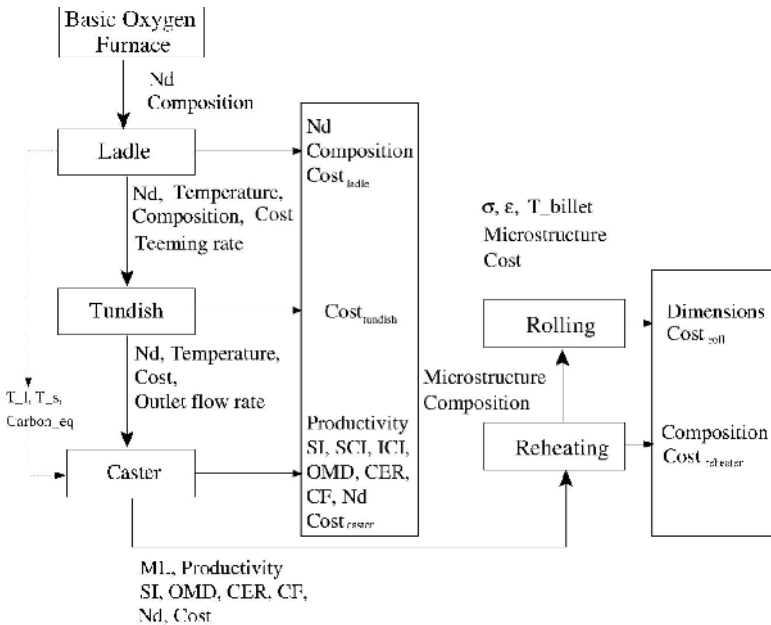 Basic Oxygen
Furnace
Nd
Composition
Ladle
Nd
Composition
Cost ladle
Nd, Temperature,
Composition, Cost
Teeming rate
σ, ε, T_billet
Microstructure
Cost
Tundish
Cost tundish
Rolling
Dimensions
Cost roll
Nd, Temperature,
Cost,
Outlet flow rate
T_l, T_s,
Carbon_eq
Microstructure
Composition
Productivity
SI, SCI, ICI,
OMD, CER,
CF, Nd
Cost caster
Caster
Reheating
Composition
Cost reheater
ML, Productivity
SI, OMD, CER, CF,
Nd, Cost